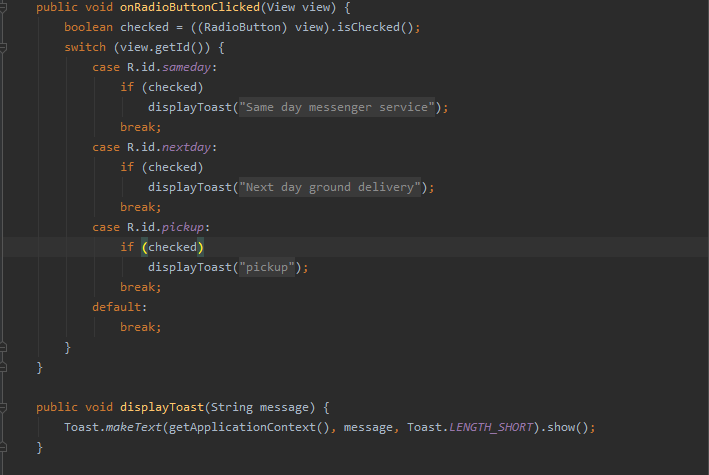 public void onRadioButtonClicked(View view) {
    boolean checked = ((RadioButton) view).isChecked();
    switch (view.getId()) {
        case R.id.sameday:
            if (checked)
                displayToast("Same day messenger service");
            break;
        case R.id.nextday:
            if (checked)
                displayToast("Next day ground delivery");
            break;
        case R.id.pickup:
            if (checked)
                displayToast("pickup");
            break;
        default:
            break;
    }
}
public void displayToast(String message) {
    Toast.makeText(getApplicationContext(), message, Toast.LENGTH_SHORT).show();
}